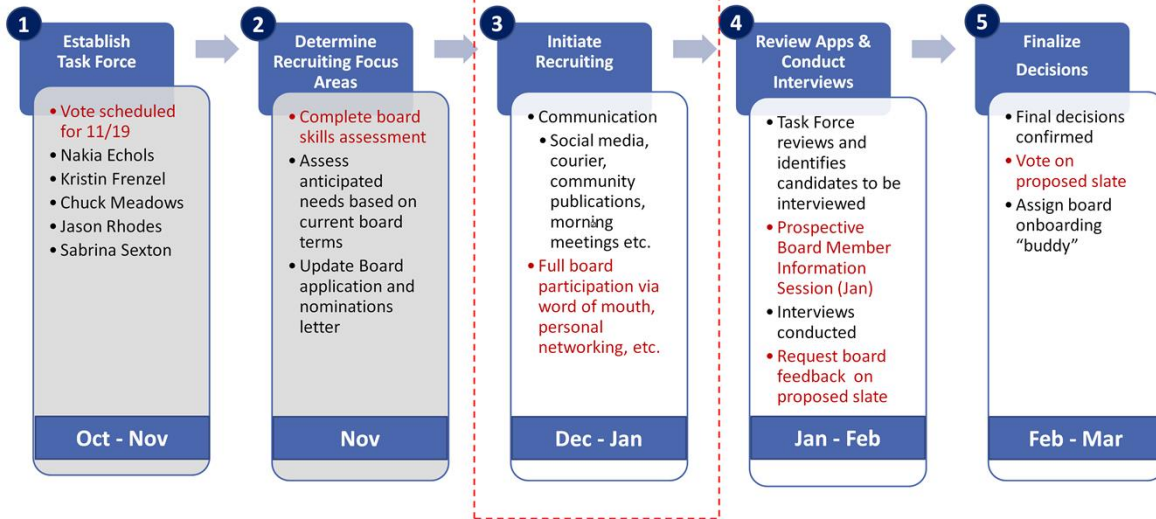 1
Establish
Task Force
• Vote scheduled
for 11/19
• Nakia Echols
• Kristin Frenzel
• Chuck Meadows
• Jason Rhodes
• Sabrina Sexton
Oct - Nov
2
Determine
Recruiting Focus
Areas
• Complete board
skills assessment
• Assess
anticipated
needs based on
current board
terms
• Update Board
application and
nominations
letter
Nov
3
Initiate
Recruiting
• Communication
• Social media,
courier,
community
publications,
morning
meetings etc.
• Full board
participation via
word of mouth,
personal
networking, etc.
Dec - Jan
4
Review Apps &
Conduct
Interviews
• Task Force
reviews and
identifies
candidates to be
interviewed
• Prospective
Board Member
Information
Session (Jan)
• Interviews
conducted
• Request board
feedback on
proposed slate
Jan - Feb
5
Finalize
Decisions
• Final decisions
confirmed
• Vote on
proposed slate
• Assign board
onboarding
“buddy”
Feb - Mar